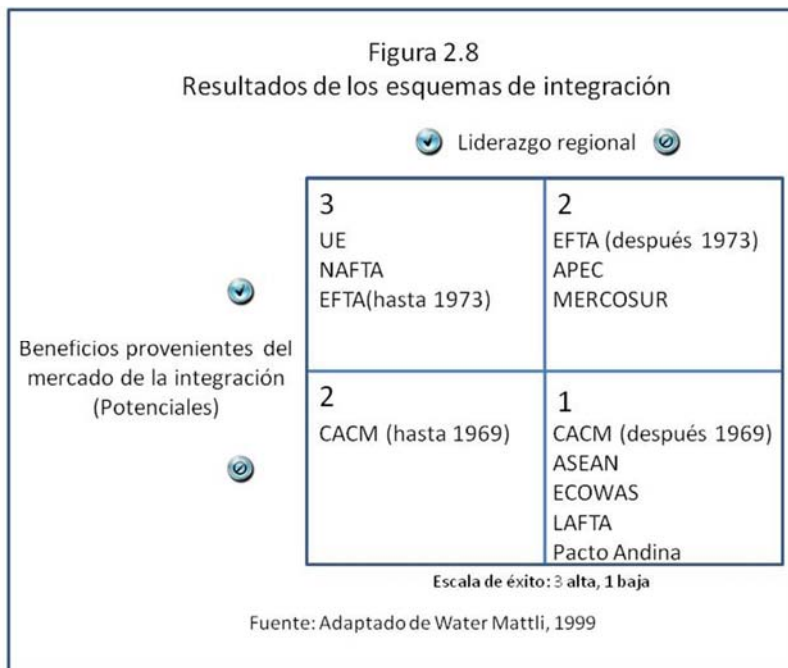 Figura 2.8
Resultados de los esquemas de integración
Liderazgo regional
3
UE
NAFTA
EFTA(hasta 1973)
2
EFTA (después 1973)
APEC
MERCOSUR
Beneficios provenientes del
mercado de la integración
(Potenciales)
2
CACM (hasta 1969)
1
CACM (después 1969)
ASEAN
ECOWAS
LAFTA
Pacto Andina
Escala de éxito: 3 alta, 1 baja
Fuente: Adaptado de Water Mattli, 1999